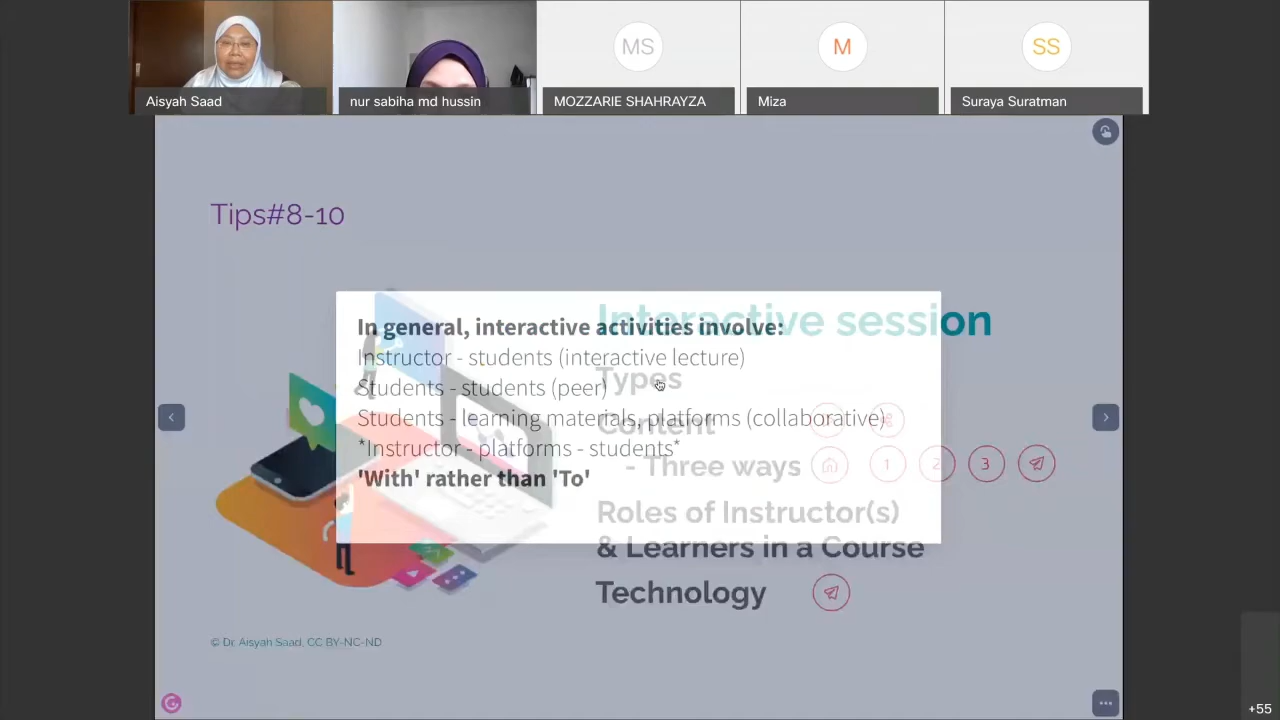 MS
M
SS
Aisyah Saad
nur sabiha md hussin
MOZZARIE SHAHRAYZA
Miza
Suraya Suratman
Tips#8-10
Interactive session
In general, interactive activities involve:
Instructor - students (interactive lecture)
Types
Students - students (peer)
Students - learning materials, platforms (collaborative)
Content
*Instructor - platforms - students*
- Three ways
1
2
3
'With' rather than 'To'
Roles of Instructor(s)
& Learners in a Course
Technology
© Dr. Aisyah Saad, CC BY-NC-ND
+55